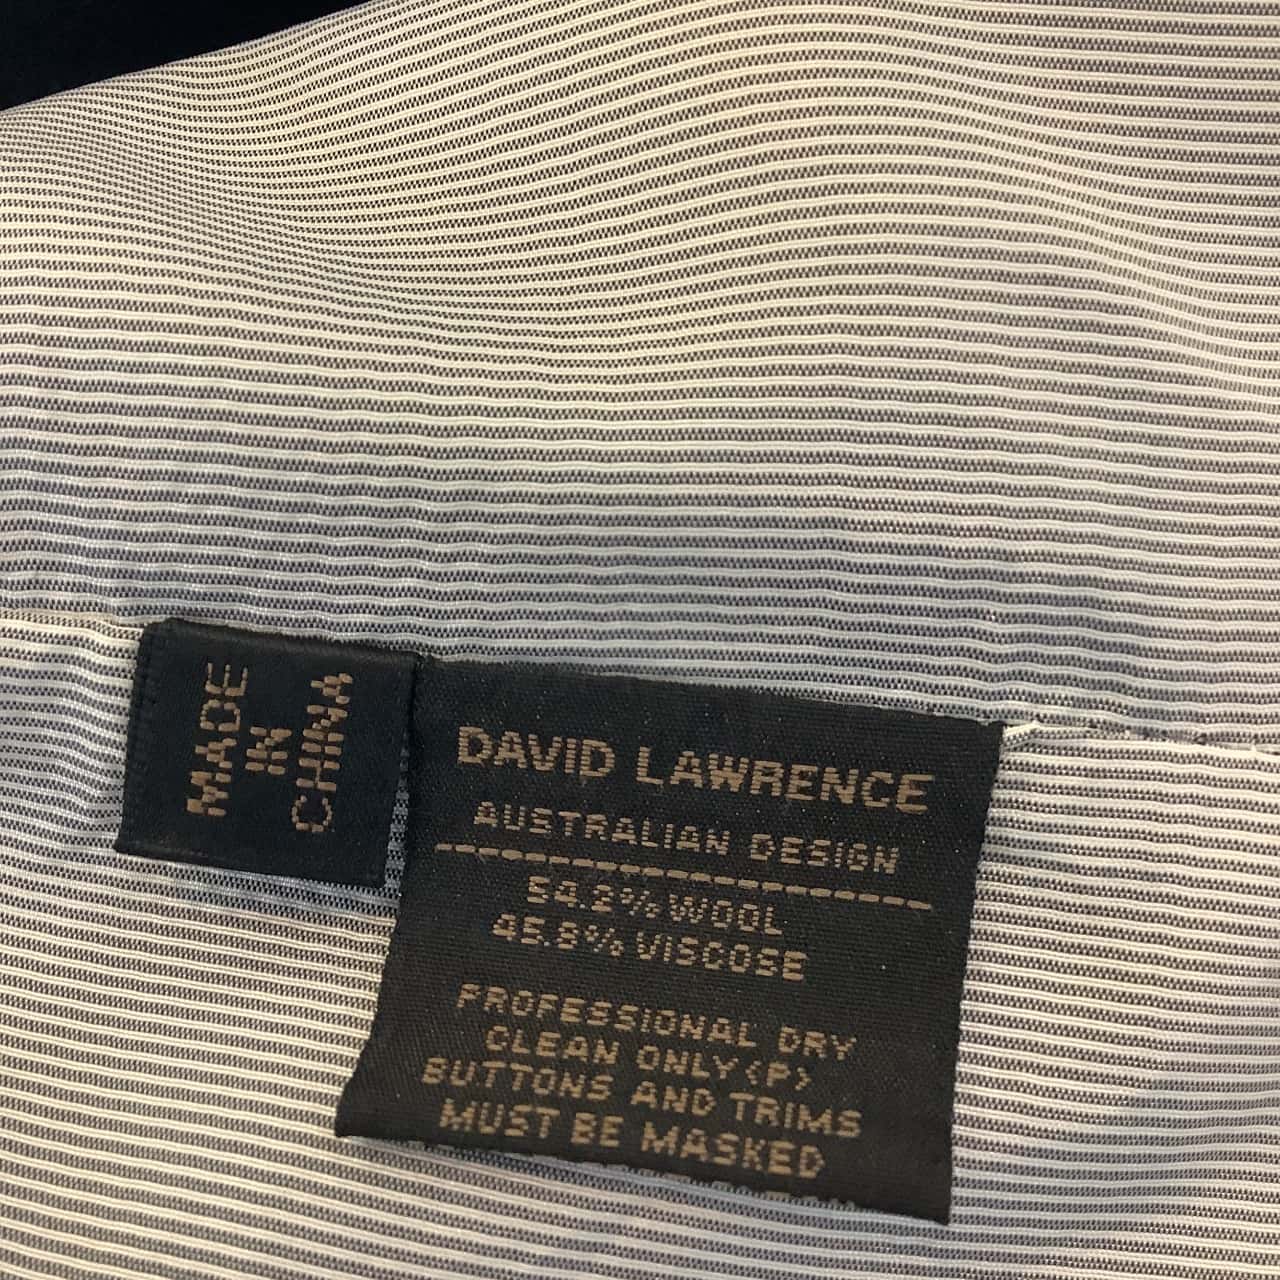 MADE
IN
CHINA
DAVID LAWRENCE
AUSTRALIAN DESIGN
54.2% WOOL
45.8% VISCOSE
PROFESSIONAL DRY
CLEAN ONLY (P)
BUTTONS AND TRIMS
MUST BE MASKED